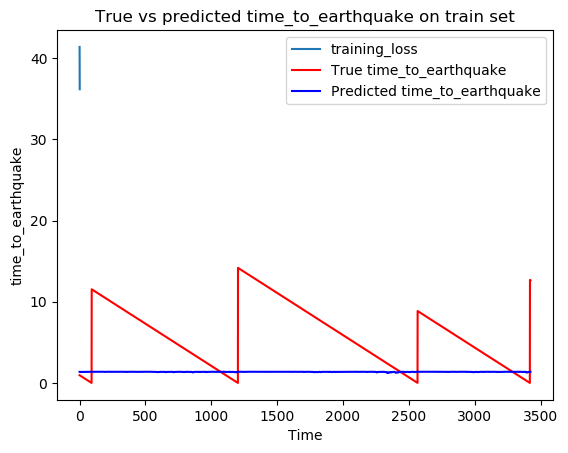 True vs predicted time_to_earthquake on train set
training_loss
True time_to_earthquake
Predicted time_to_earthquake
time_to_earthquake
40
30
20
10
0
0 500 1000 1500 2000 2500 3000 3500
Time